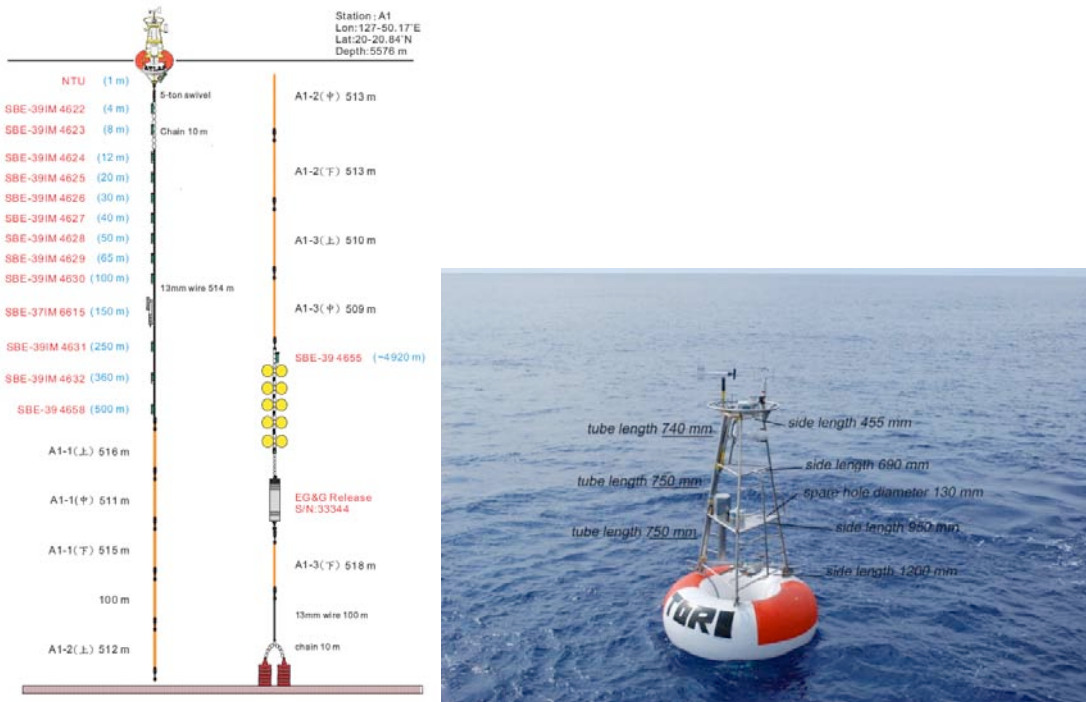 Station : A1
Lon:127-50.17'E
Lat:20-20.84'N
Depth:5576 m
ATLAS
NTU (1 m)
5-ton swivel
SBE-39IM 4622 (4 m)
SBE-39IM 4623 (8 m)
Chain 10 m
SBE-39IM 4624 (12 m)
SBE-39IM 4625 (20 m)
SBE-39IM 4626 (30 m)
SBE-39IM 4627 (40 m)
SBE-39IM 4628 (50 m)
SBE-39IM 4629 (65 m)
SBE-39IM 4630 (100 m)
13mm wire 514 m
SBE-37IM 6615 (150 m)
SBE-39IM 4631 (250 m)
SBE-39IM 4632 (360 m)
SBE-39 4658 (500 m)
A1-1(上) 516 m
A1-1(中) 511 m
A1-1(下) 515 m
100 m
A1-2(上) 512 m
A1-2(中) 513 m
A1-2(下) 513 m
A1-3(上) 510 m
A1-3(中) 509 m
SBE-39 4655 (~4920 m)
EG&G Release
S/N:33344
A1-3(下) 518 m
13mm wire 100 m
chain 10 m
side length 455 mm
tube length 740 mm
side length 690 mm
tube length 750 mm
spare hole diameter 130 mm
side length 950 mm
tube length 750 mm
side length 1200 mm
TORI